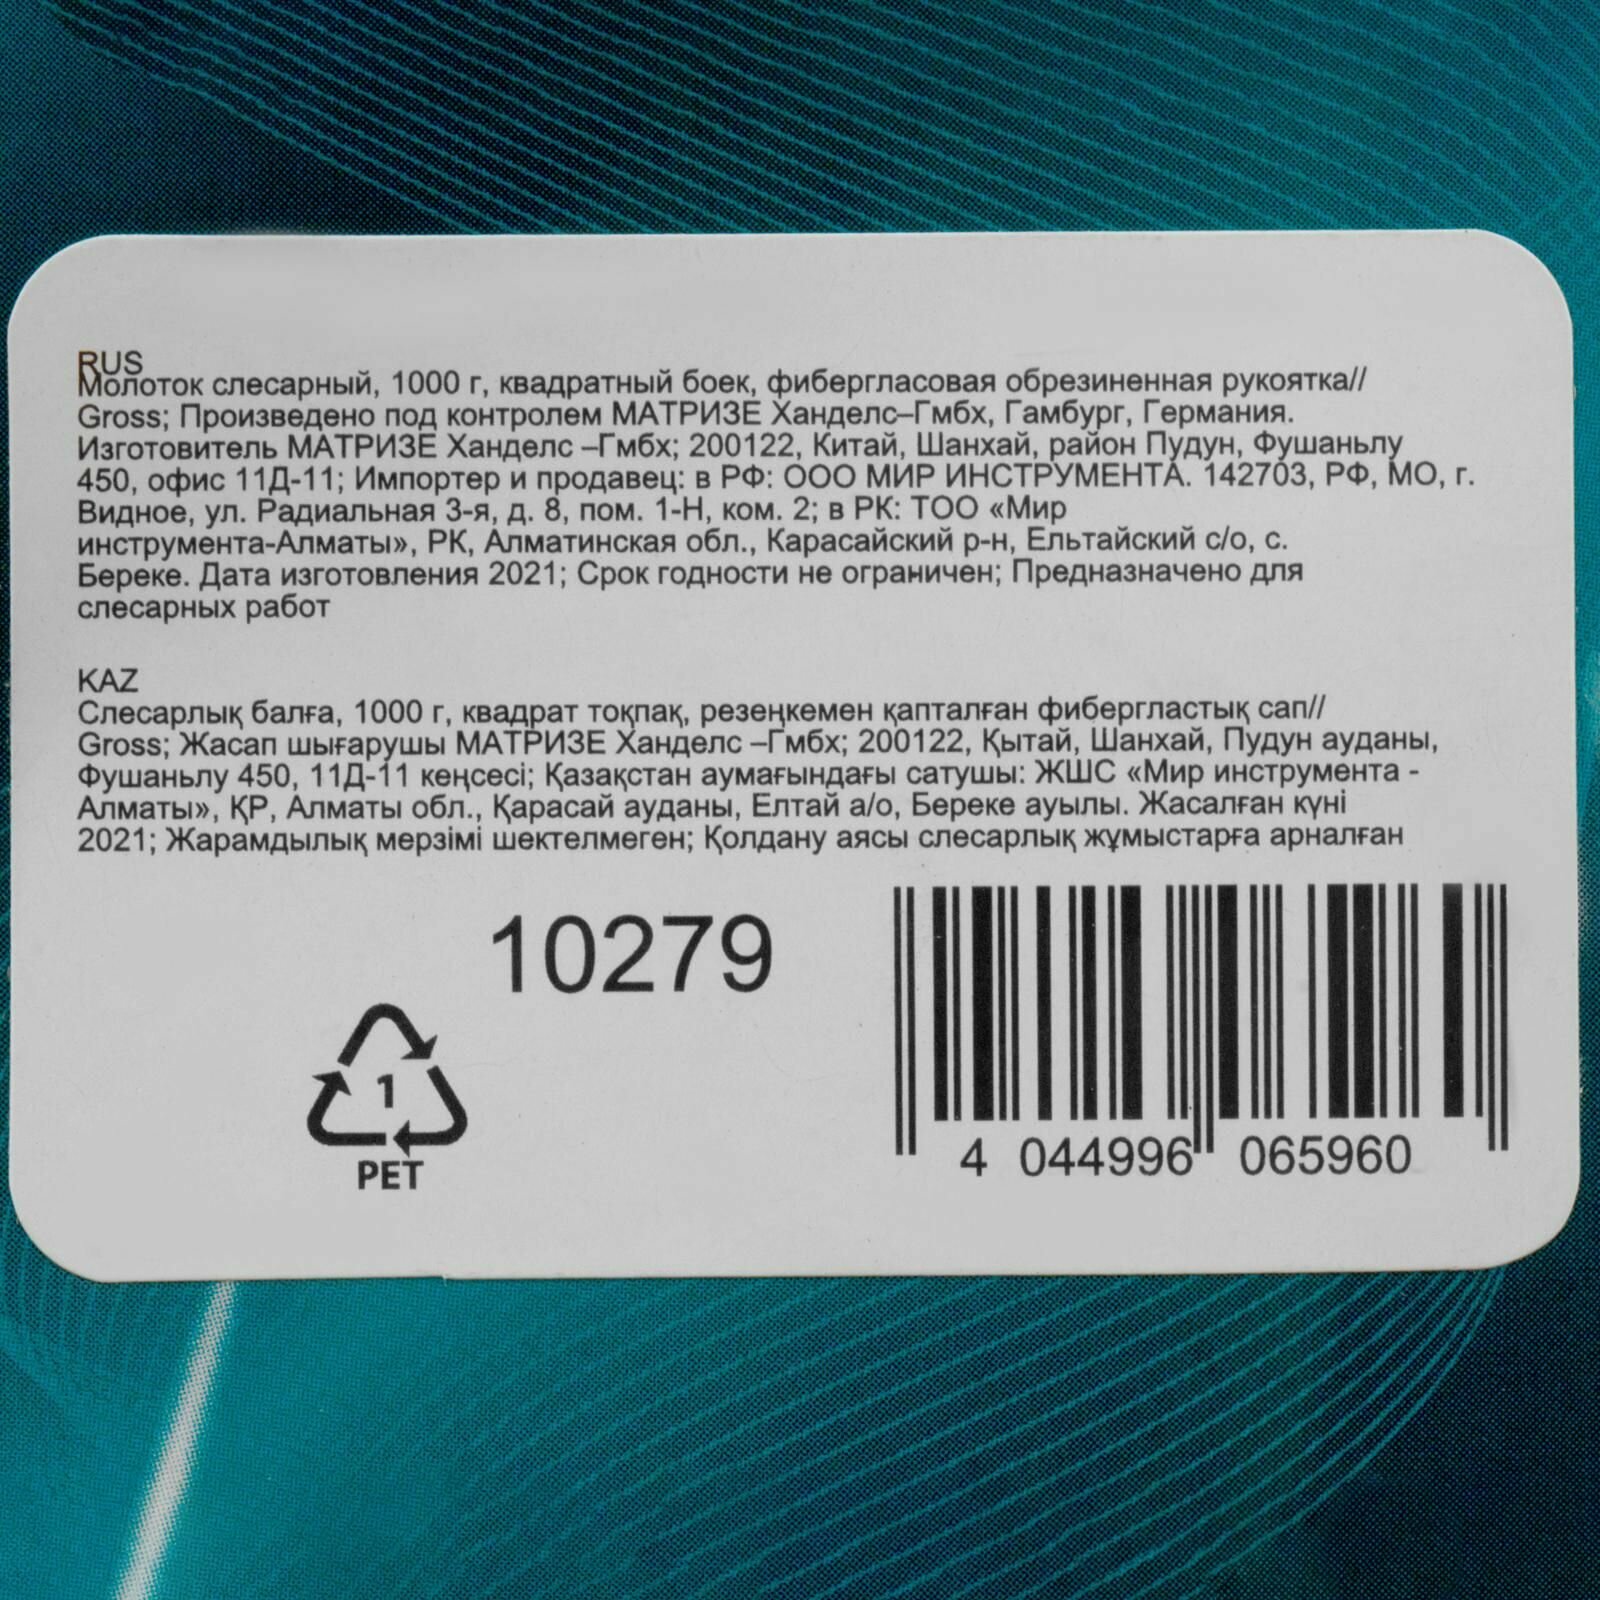 RUS
Молоток слесарный, 1000 г, квадратный боек, фибергласовая обрезиненная рукоятка//
Gross; Произведено под контролем МАТРИЗЕ Ханделс–Гмбх, Гамбург, Германия.
Изготовитель МАТРИЗЕ Ханделс –Гмбх; 200122, Китай, Шанхай, район Пудун, Фушаньлу
450, офис 11Д-11; Импортер и продавец: в РФ: ООО МИР ИНСТРУМЕНТА. 142703, РФ, МО, г.
Видное, ул. Радиальная 3-я, д. 8, пом. 1-Н, ком. 2; в РК: ТОО «Мир
инструмента-Алматы», РК, Алматинская обл., Карасайский р-н, Ельтайский с/о, с.
Береке. Дата изготовления 2021; Срок годности не ограничен; Предназначено для
слесарных работ
KAZ
Слесарлық балға, 1000 г, квадрат тоқпақ, резеңкемен қапталған фибергластық сап//
Gross; Жасап шығарушы МАТРИЗЕ Ханделс –Гмбх; 200122, Қытай, Шанхай, Пудун ауданы,
Фушаньлу 450, 11Д-11 кеңсесі; Қазақстан аумағындағы сатушы: ЖШС «Мир инструмента -
Алматы», ҚР, Алматы обл., Қарасай ауданы, Елтай а/о, Береке ауылы. Жасалған күні
2021; Жарамдылық мерзімі шектелмеген; Қолдану аясы слесарлық жұмыстарға арналған
10279
1
PET
4 044996 065960